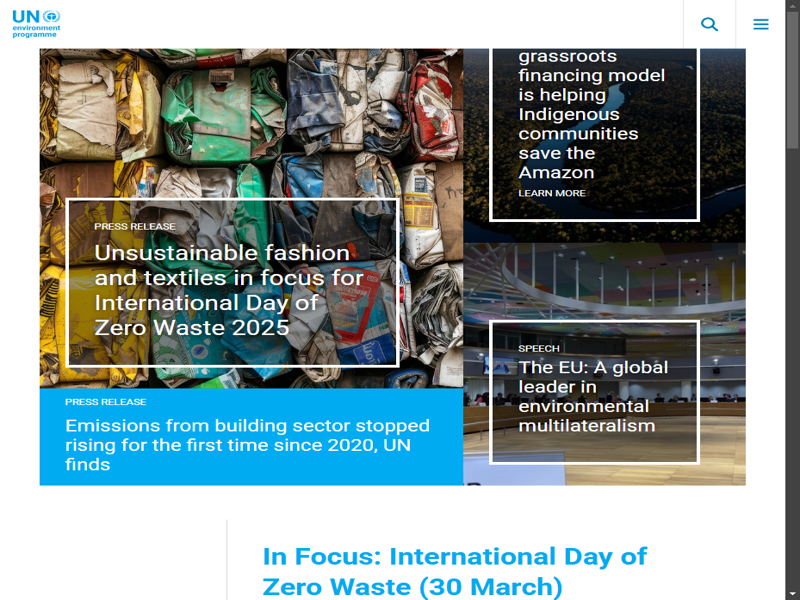 UN
environment
programme
PRESS RELEASE
Unsustainable fashion
and textiles in focus for
International Day of
Zero Waste 2025
PRESS RELEASE
Emissions from building sector stopped
rising for the first time since 2020, UN
finds
grassroots
financing model
is helping
Indigenous
communities
save the
Amazon
LEARN MORE
SPEECH
The EU: A global
leader in
environmental
multilateralism
In Focus: International Day of
Zero Waste (30 March)